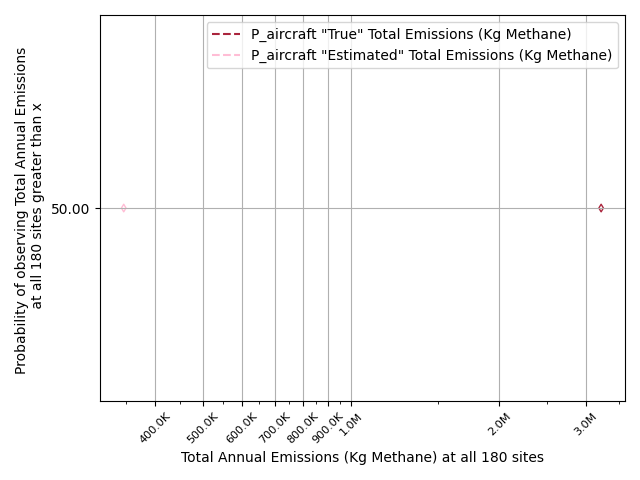 P_aircraft "True" Total Emissions (Kg Methane)
P_aircraft "Estimated" Total Emissions (Kg Methane)
Probability of observing Total Annual Emissions
at all 180 sites greater than x
50.00
400.0K
500.0K
600.0K
700.0K
800.0K
900.0K
1.0M
2.0M
3.0M
Total Annual Emissions (Kg Methane) at all 180 sites